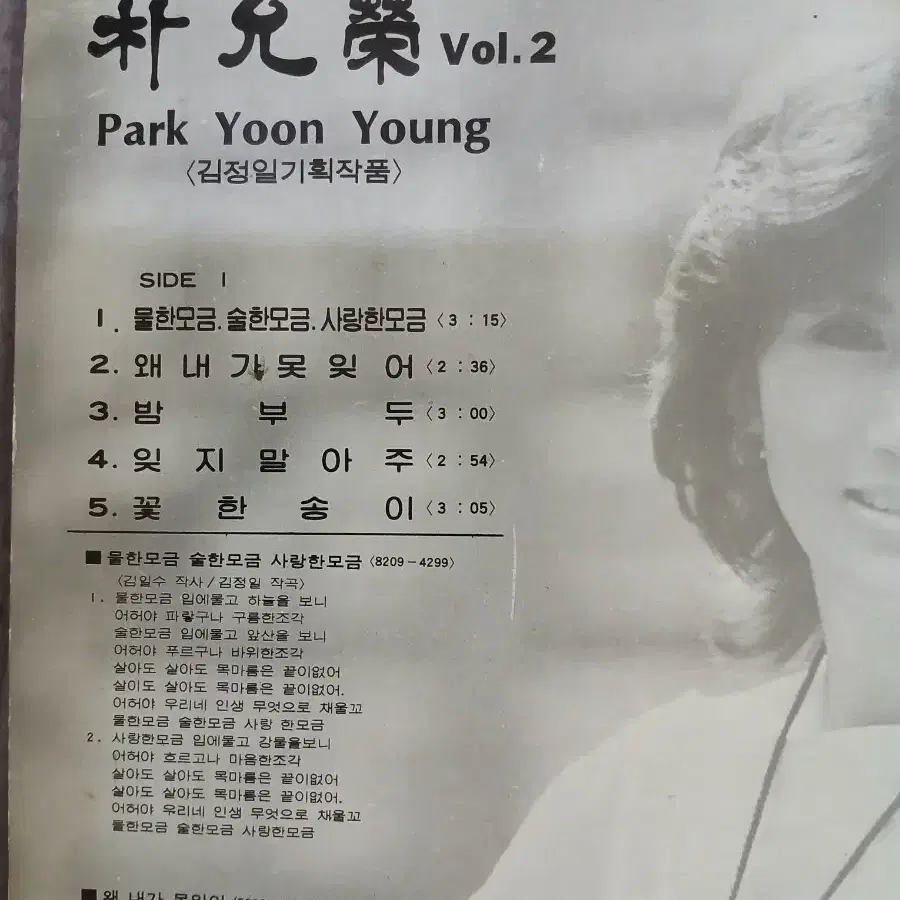 朴允榮 Vol.2
Park Yoon Young
〈김정일기획작품〉
SIDE 1
1. 물한모금.술한모금.사랑한모금〈3:15〉
2. 왜 내 가 못 잊 어〈2:36〉
3. 밤 부 두〈3:00〉
4. 잊 지 말 아 주〈2:54〉
5. 꽃 한 송 이〈3:05〉
■ 물한모금 술한모금 사랑한모금〈8209-4299〉
〈김일수 작사/김정일 작곡〉
1. 물한모금 입에물고 하늘을 보니
어허야 파랗구나 구름한조각
술한모금 입에물고 앞산을 보니
어허야 푸르구나 바위한조각
살아도 살아도 목마름은 끝이없어
살이도 살아도 목마름은 끝이없어.
어허야 우리네 인생 무엇으로 채울꼬
물한모금 술한모금 사랑 한모금
2. 사랑한모금 입에물고 강물을보니
어허야 흐르고나 마음한조각
살아도 살아도 목마름은 끝이없어
살아도 살아도 목마름은 끝이없어.
어허야 우리네 인생 무엇으로 채울꼬
물한모금 술한모금 사랑한모금
■ 왜 내가 못잊어